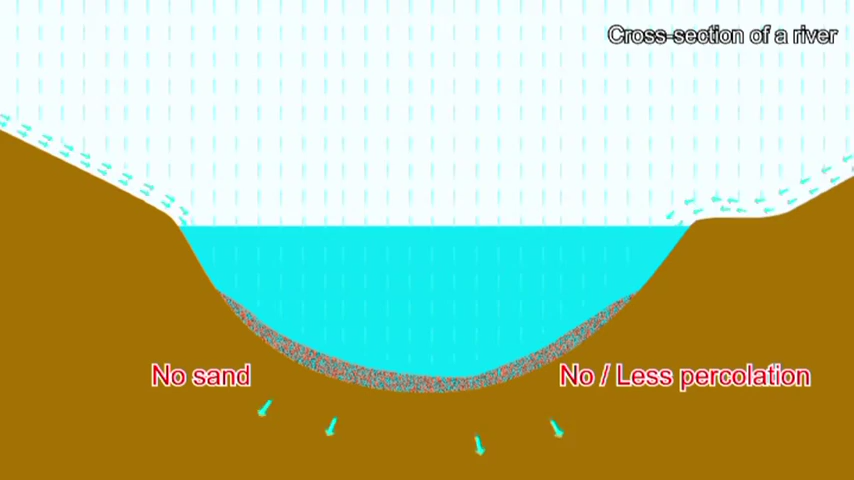 Cross-section of a river
No sand
No / Less percolation